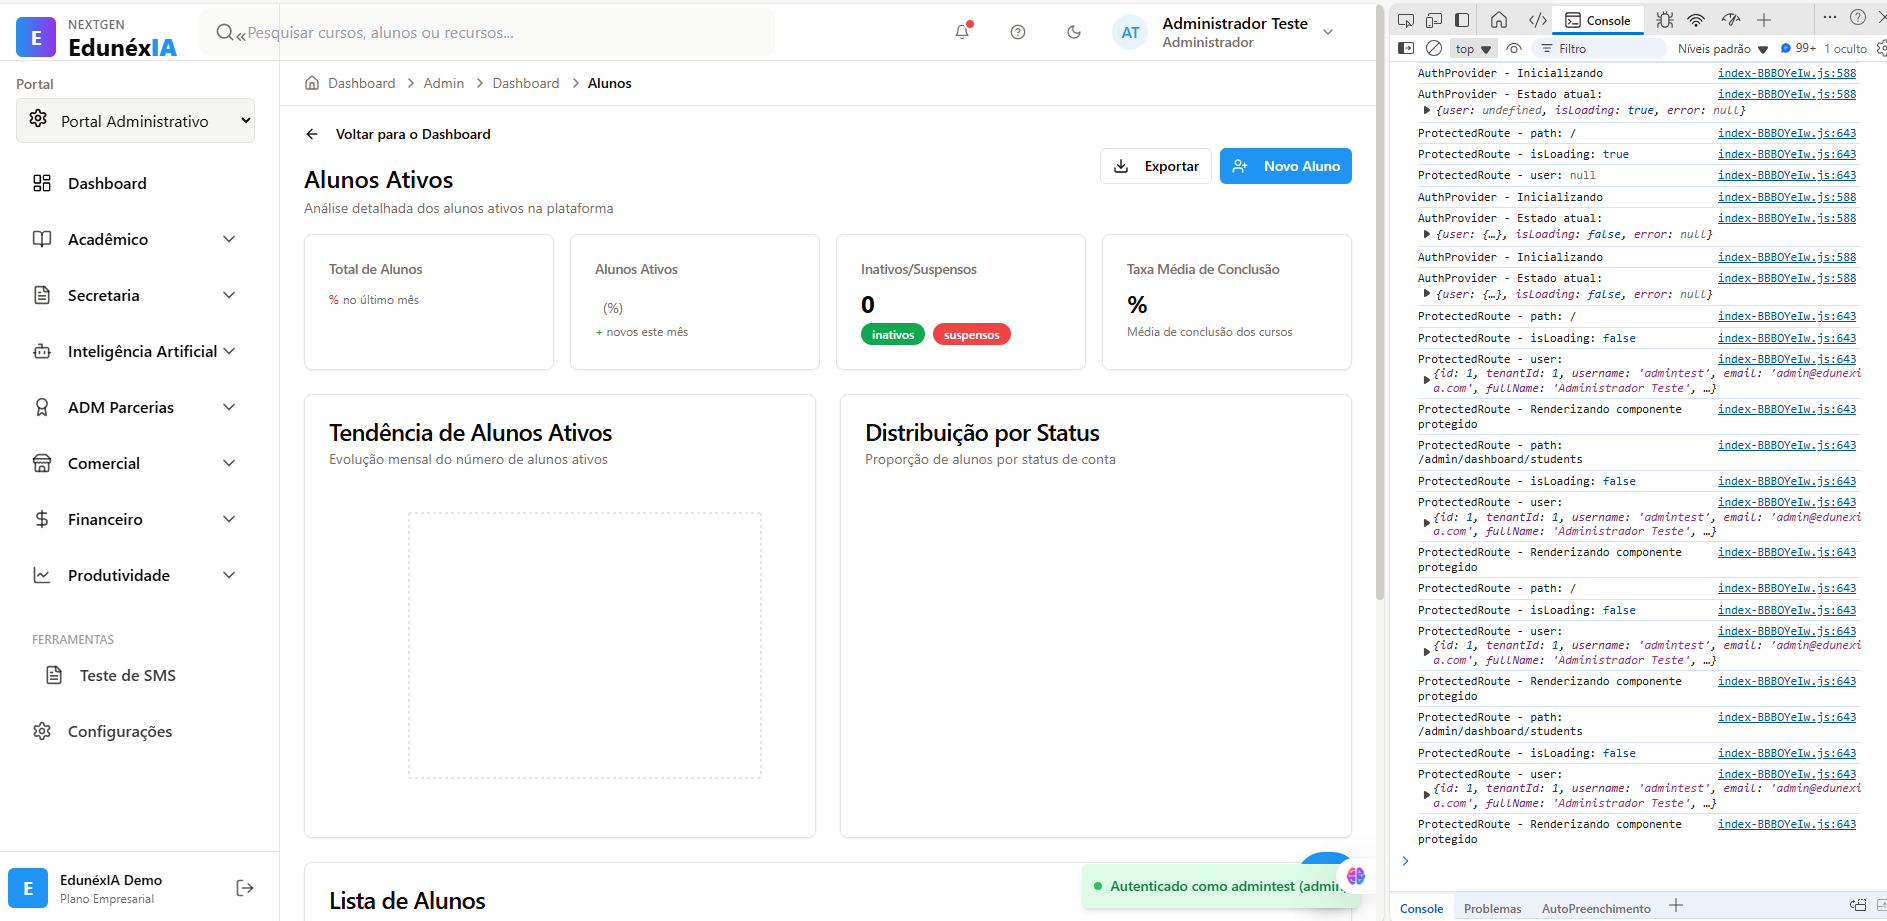 E
NEXTGEN
EdunéxIA
«
Pesquisar cursos, alunos ou recursos...
AT
Administrador Teste
Administrador
Portal
Portal Administrativo
Dashboard
Acadêmico
Secretaria
Inteligência Artificial
ADM Parcerias
Comercial
Financeiro
Produtividade
FERRAMENTAS
Teste de SMS
Configurações
E
EdunéxIA Demo
Plano Empresarial
Dashboard > Admin > Dashboard > Alunos
Voltar para o Dashboard
Alunos Ativos
Análise detalhada dos alunos ativos na plataforma
Exportar
Novo Aluno
Total de Alunos
% no último mês
Alunos Ativos
(%)
+ novos este mês
Inativos/Suspensos
0
inativos
suspensos
Taxa Média de Conclusão
%
Média de conclusão dos cursos
Tendência de Alunos Ativos
Evolução mensal do número de alunos ativos
Distribuição por Status
Proporção de alunos por status de conta
Lista de Alunos
Autenticado como admintest (admin
Console
top
Filtro
Níveis padrão
99+
1 oculto
AuthProvider - Inicializando index-BBBOYeIw.js:588
AuthProvider - Estado atual: index-BBBOYeIw.js:588
{user: undefined, isLoading: true, error: null}
ProtectedRoute - path: / index-BBBOYeIw.js:643
ProtectedRoute - isLoading: true index-BBBOYeIw.js:643
ProtectedRoute - user: null index-BBBOYeIw.js:643
AuthProvider - Inicializando index-BBBOYeIw.js:588
AuthProvider - Estado atual: index-BBBOYeIw.js:588
{user: {…}, isLoading: false, error: null}
AuthProvider - Inicializando index-BBBOYeIw.js:588
AuthProvider - Estado atual: index-BBBOYeIw.js:588
{user: {…}, isLoading: false, error: null}
ProtectedRoute - path: / index-BBBOYeIw.js:643
ProtectedRoute - isLoading: false index-BBBOYeIw.js:643
ProtectedRoute - user: index-BBBOYeIw.js:643
{id: 1, tenantId: 1, username: 'admintest', email: 'admin@edunexi
a.com', fullName: 'Administrador Teste', …}
ProtectedRoute - Renderizando componente index-BBBOYeIw.js:643
protegido
ProtectedRoute - path: index-BBBOYeIw.js:643
/admin/dashboard/students
ProtectedRoute - isLoading: false index-BBBOYeIw.js:643
ProtectedRoute - user: index-BBBOYeIw.js:643
{id: 1, tenantId: 1, username: 'admintest', email: 'admin@edunexi
a.com', fullName: 'Administrador Teste', …}
ProtectedRoute - Renderizando componente index-BBBOYeIw.js:643
protegido
ProtectedRoute - path: / index-BBBOYeIw.js:643
ProtectedRoute - isLoading: false index-BBBOYeIw.js:643
ProtectedRoute - user: index-BBBOYeIw.js:643
{id: 1, tenantId: 1, username: 'admintest', email: 'admin@edunexi
a.com', fullName: 'Administrador Teste', …}
ProtectedRoute - Renderizando componente index-BBBOYeIw.js:643
protegido
ProtectedRoute - path: index-BBBOYeIw.js:643
/admin/dashboard/students
ProtectedRoute - isLoading: false index-BBBOYeIw.js:643
ProtectedRoute - user: index-BBBOYeIw.js:643
{id: 1, tenantId: 1, username: 'admintest', email: 'admin@edunexi
a.com', fullName: 'Administrador Teste', …}
ProtectedRoute - Renderizando componente index-BBBOYeIw.js:643
protegido
Console
Problemas
AutoPreenchimento